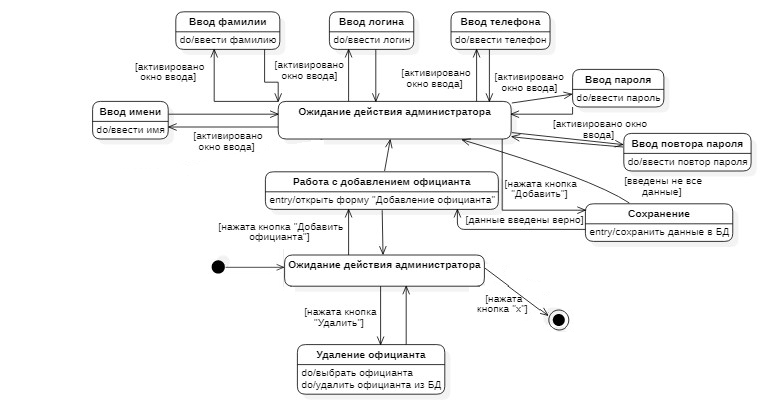 Ввод фамилии
do/ввести фамилию
Ввод логина
do/ввести логин
Ввод телефона
do/ввести телефон
[активировано
окно ввода]
[активировано
окно ввода]
[активировано
окно ввода]
[активировано
окно ввода]
Ввод пароля
do/ввести пароль
Ввод имени
do/ввести имя
Ожидание действия администратора
[активировано
окно ввода]
[активировано окно
ввода]
Ввод повтора пароля
do/ввести повтор пароля
Работа с добавлением официанта
entry/открыть форму "Добавление официанта"
[нажата кнопка
"Добавить"]
[введены не все
данные]
Сохранение
entry/сохранить данные в БД
[данные введены верно]
[нажата кнопка "Добавить
официанта"]
Ожидание действия администратора
[нажата
кнопка "x"]
[нажата кнопка
"Удалить"]
Удаление официанта
do/выбрать официанта
do/удалить официанта из БД